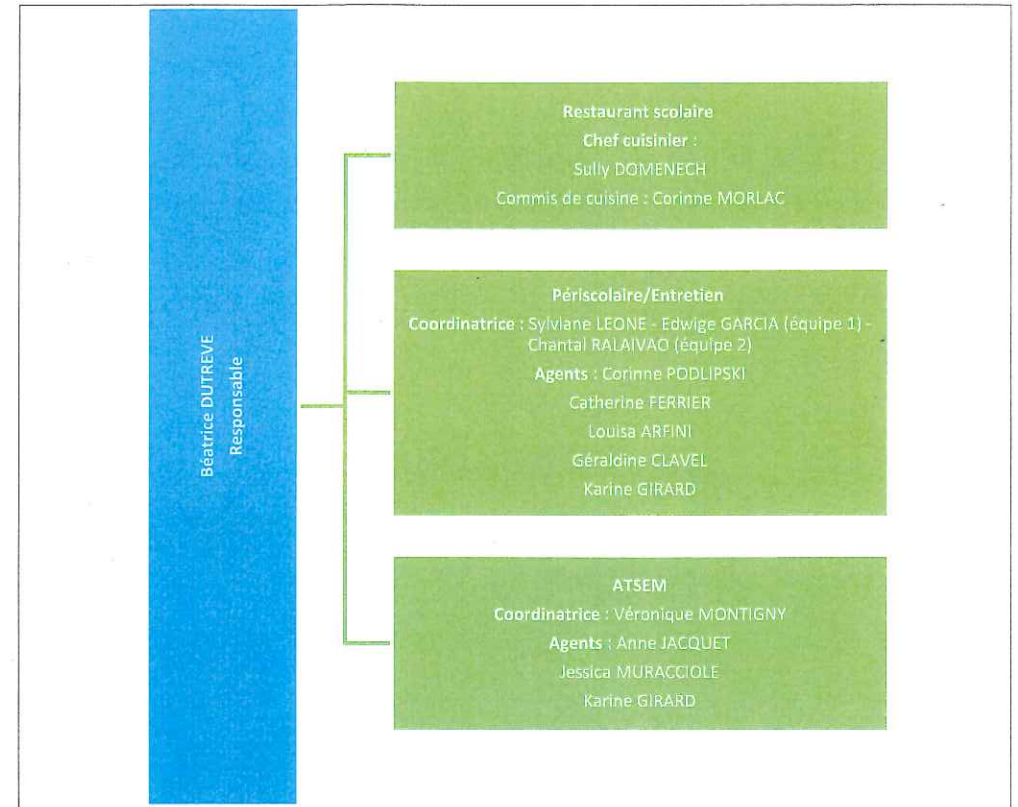 Béatrice DUTREVE
Responsable
Restaurant scolaire
Chef cuisinier :
Sully DOMENECH
Commis de cuisine : Corinne MORLAC
Périscolaire/Entretien
Coordinatrice : Sylviane LEONE - Edwige GARCIA (équipe 1) -
Chantal RALAIVAO (équipe 2)
Agents : Corinne PODLIPSKI
Catherine FERRIER
Louisa ARFINI
Géraldine CLAVEL
Karine GIRARD
ATSEM
Coordinatrice : Véronique MONTIGNY
Agents : Anne JACQUET
Jessica MURACCIOLE
Karine GIRARD